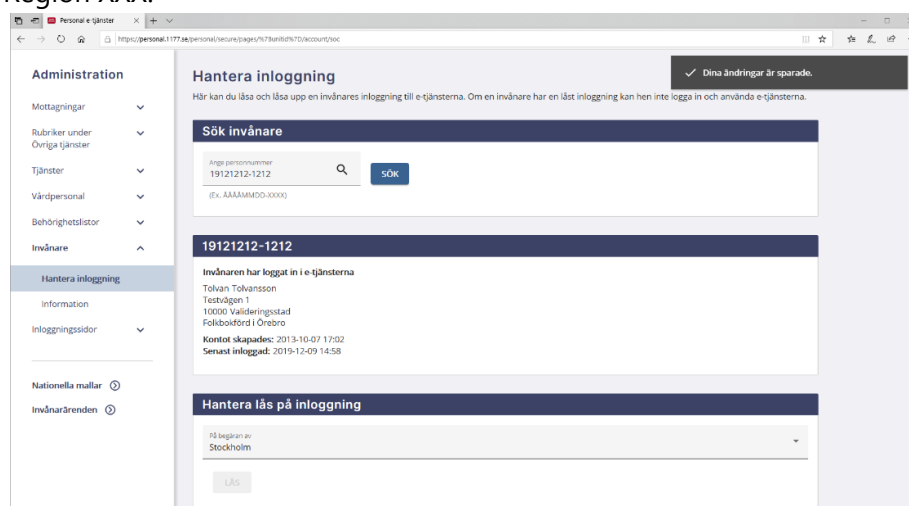 Region XXX.
Personal e-tjänster
https://personal.1177.se/personal/secure/pages/%7Bunitid%7D/account/soc
Administration
Mottagningar
Rubriker under
Övriga tjänster
Tjänster
Vårdpersonal
Behörighetslistor
Invånare
Hantera inloggning
Information
Inloggningssidor
Nationella mallar
Invånarärenden
Hantera inloggning
Dina ändringar är sparade.
Här kan du låsa och låsa upp en invånares inloggning till e-tjänsterna. Om en invånare har en låst inloggning kan hen inte logga in och använda e-tjänsterna.
Sök invånare
Ange personnummer
19121212-1212
SÖK
(Ex. ÅÅÅÅMMDD-XXXX)
19121212-1212
Invånaren har loggat in i e-tjänsterna
Tolvan Tolvansson
Testvägen 1
10000 Valideringsstad
Folkbokförd i Örebro
Kontot skapades: 2013-10-07 17:02
Senast inloggad: 2019-12-09 14:58
Hantera lås på inloggning
På begäran av
Stockholm
LÅS